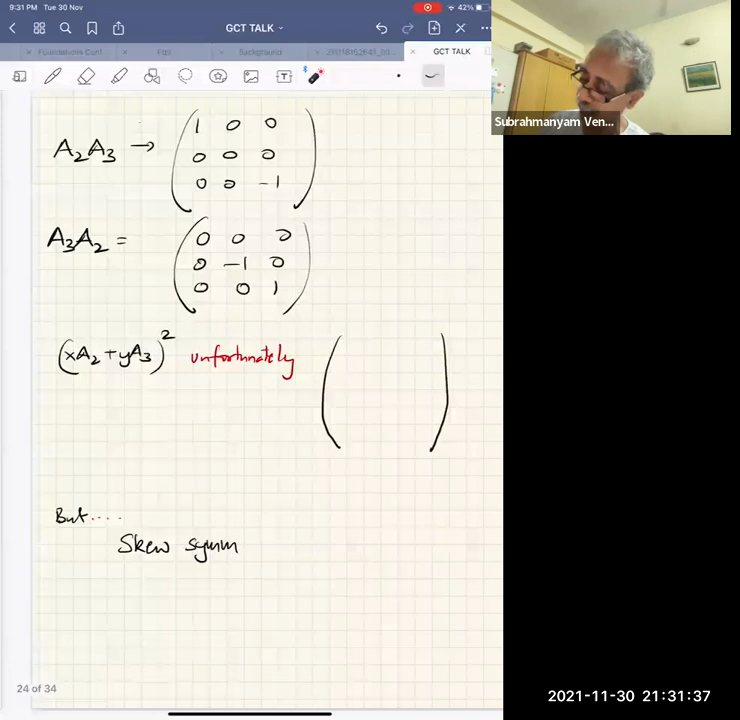 9:31 PM Tue 30 Nov
42%
GCT TALK
Background
GCT TALK
A₂A₃ →
1 0 0
0 0 0
0 0 -1
A₃A₂ =
0 0 0
0 -1 0
0 0 1
(xA₂ + yA₃)² unfortunately
But....
Skew symm
24 of 34
Subrahmanyam Ven...
2021-11-30 21:31:37